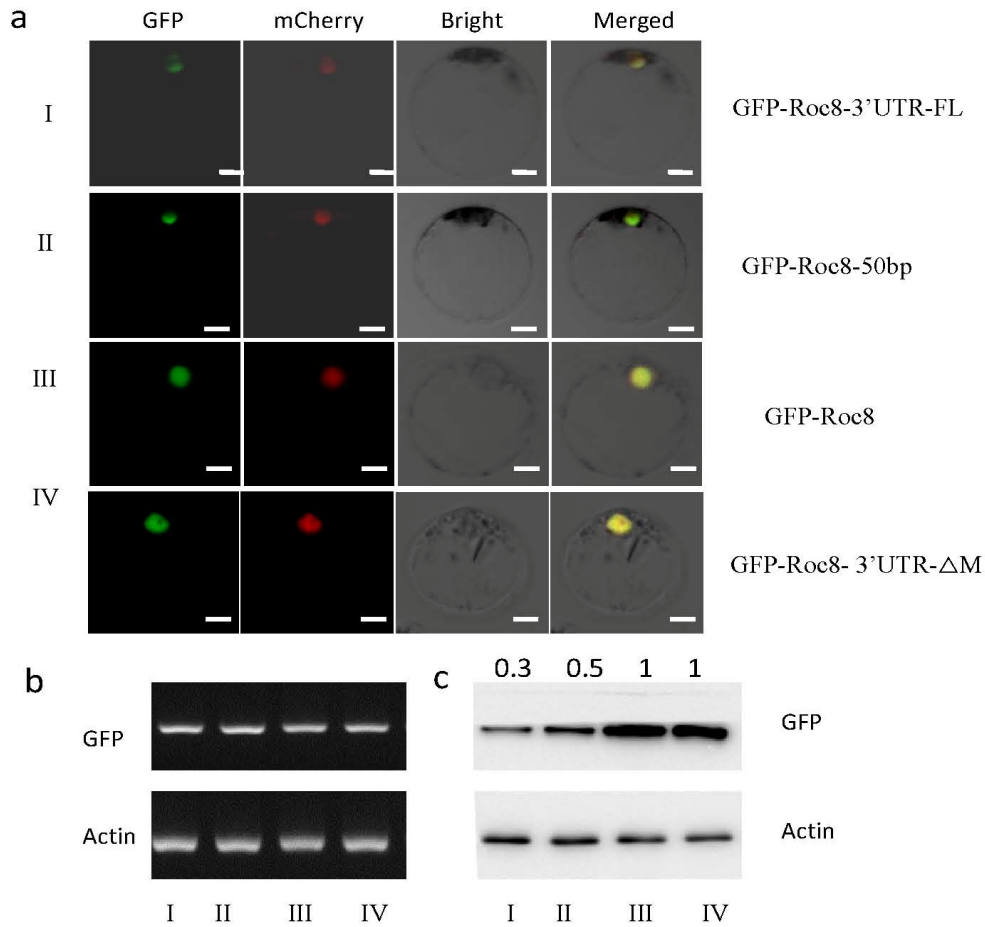 a
GFP mCherry Bright Merged
I
GFP-Roc8-3’UTR-FL
II
GFP-Roc8-50bp
III
GFP-Roc8
IV
GFP-Roc8- 3’UTR-△M
b
GFP
Actin
I II III IV
c
0.3 0.5 1 1
GFP
Actin
I II III IV